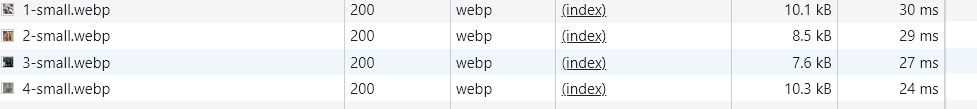 1-small.webp 200 webp (index) 10.1 kB 30 ms
2-small.webp 200 webp (index) 8.5 kB 29 ms
3-small.webp 200 webp (index) 7.6 kB 27 ms
4-small.webp 200 webp (index) 10.3 kB 24 ms